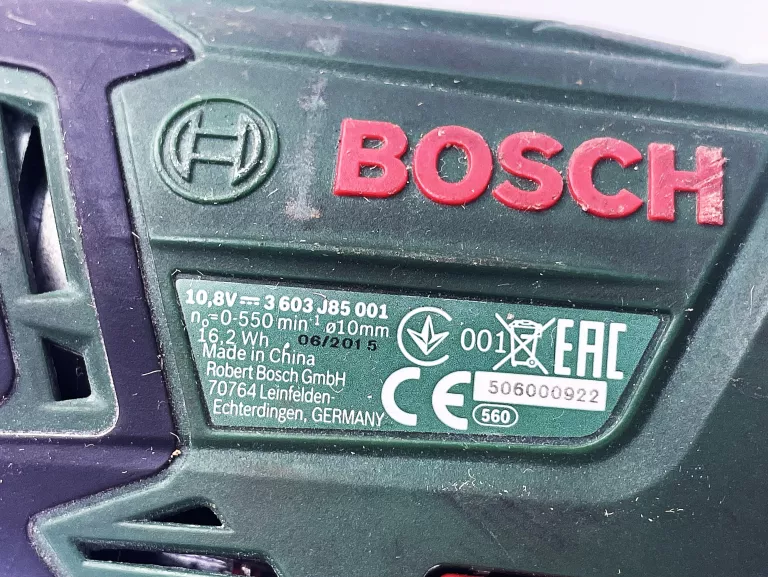 BOSCH
10,8V ⎓ 3 603 J85 001
n₀=0-550 min⁻¹ ø10mm
16,2 Wh 06/2015
Made in China
Robert Bosch GmbH
70764 Leinfelden-
Echterdingen, GERMANY
001
EAC
CE
506000922
560